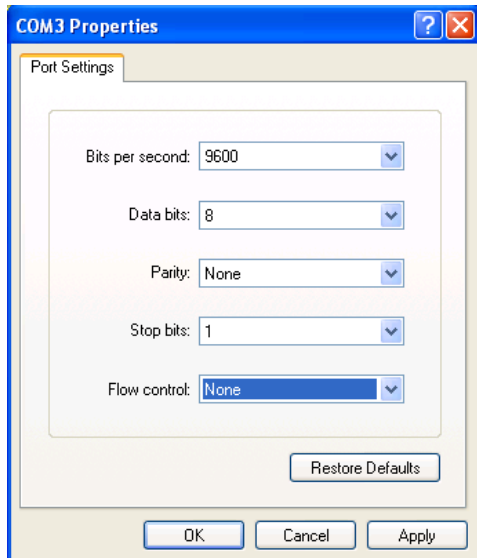 COM3 Properties
Port Settings
Bits per second: 9600
Data bits: 8
Parity: None
Stop bits: 1
Flow control: None
Restore Defaults
OK Cancel Apply